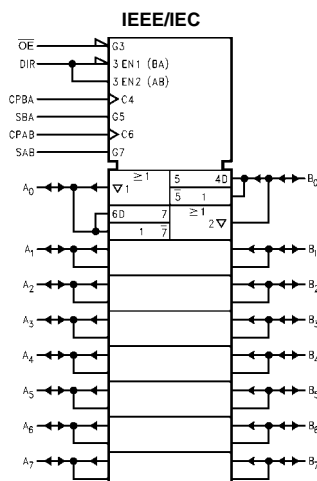 IEEE/IEC
OE G3
DIR 3 EN1 (BA)
3 EN2 (AB)
CPBA C4
SBA G5
CPAB C6
SAB G7
A0 ≥1 5 4D B0
▽1 5 1
6D 7 ≥1
1 7 2▽
A1 B1
A2 B2
A3 B3
A4 B4
A5 B5
A6 B6
A7 B7